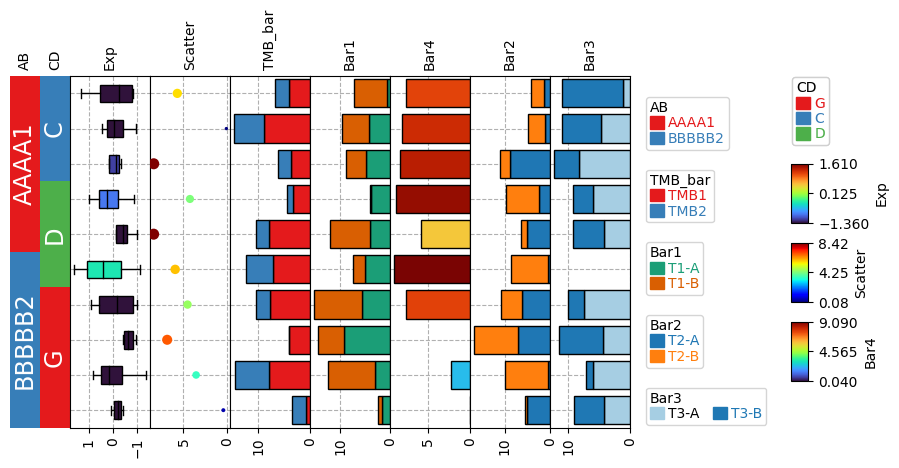 AB
CD
Exp
Scatter
TMB_bar
Bar1
Bar4
Bar2
Bar3
AAAA1
BBBBB2
C
D
G
1
0
−1
5
0
10
0
10
0
5
0
10
0
10
0
AB
AAAA1
BBBBB2
TMB_bar
TMB1
TMB2
Bar1
T1-A
T1-B
Bar2
T2-A
T2-B
Bar3
T3-A T3-B
CD
G
C
D
1.610
0.125
−1.360
Exp
8.42
4.25
0.08
Scatter
9.090
4.565
0.040
Bar4